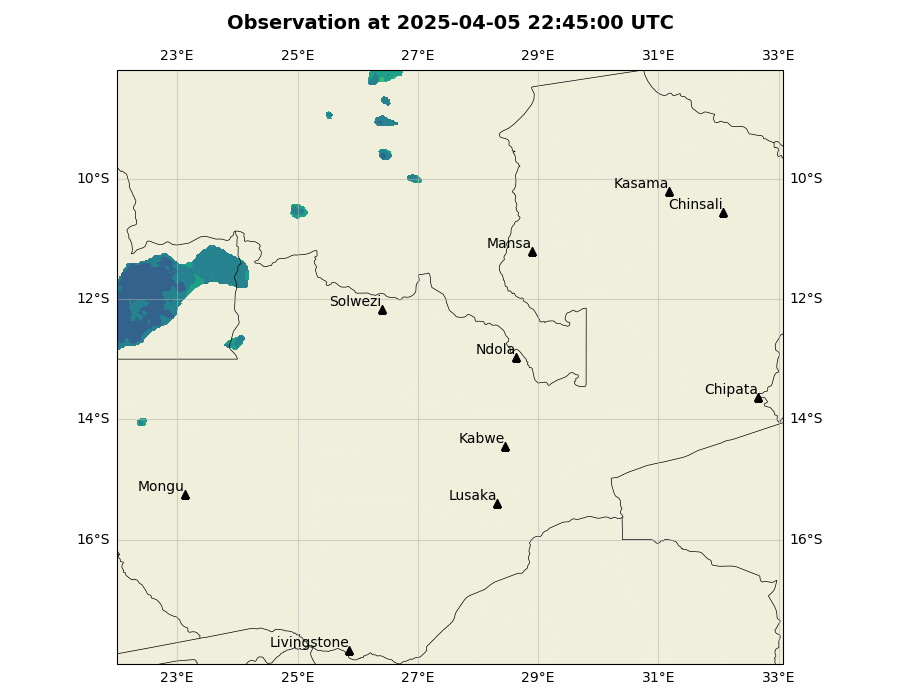 Observation at 2025-04-05 22:45:00 UTC
23°E 25°E 27°E 29°E 31°E 33°E
10°S 10°S
Kasama
Chinsali
Mansa
12°S 12°S
Solwezi
Ndola
Chipata
14°S 14°S
Kabwe
Mongu
Lusaka
16°S 16°S
Livingstone
23°E 25°E 27°E 29°E 31°E 33°E